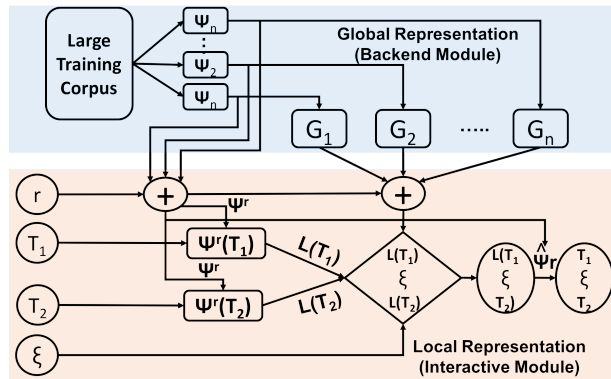 Large
Training
Corpus
Ψn
⋮
Ψ2
Ψn
Global Representation
(Backend Module)
G1
G2
.....
Gn
r
+
+
Ψr
T1
Ψr(T1)
L(T1)
Ψr
T2
Ψr(T2)
L(T2)
L(T1)
ξ
L(T2)
L(T1
ξ
T2)
Ψ̂r
T1
ξ
T2
ξ
Local Representation
(Interactive Module)